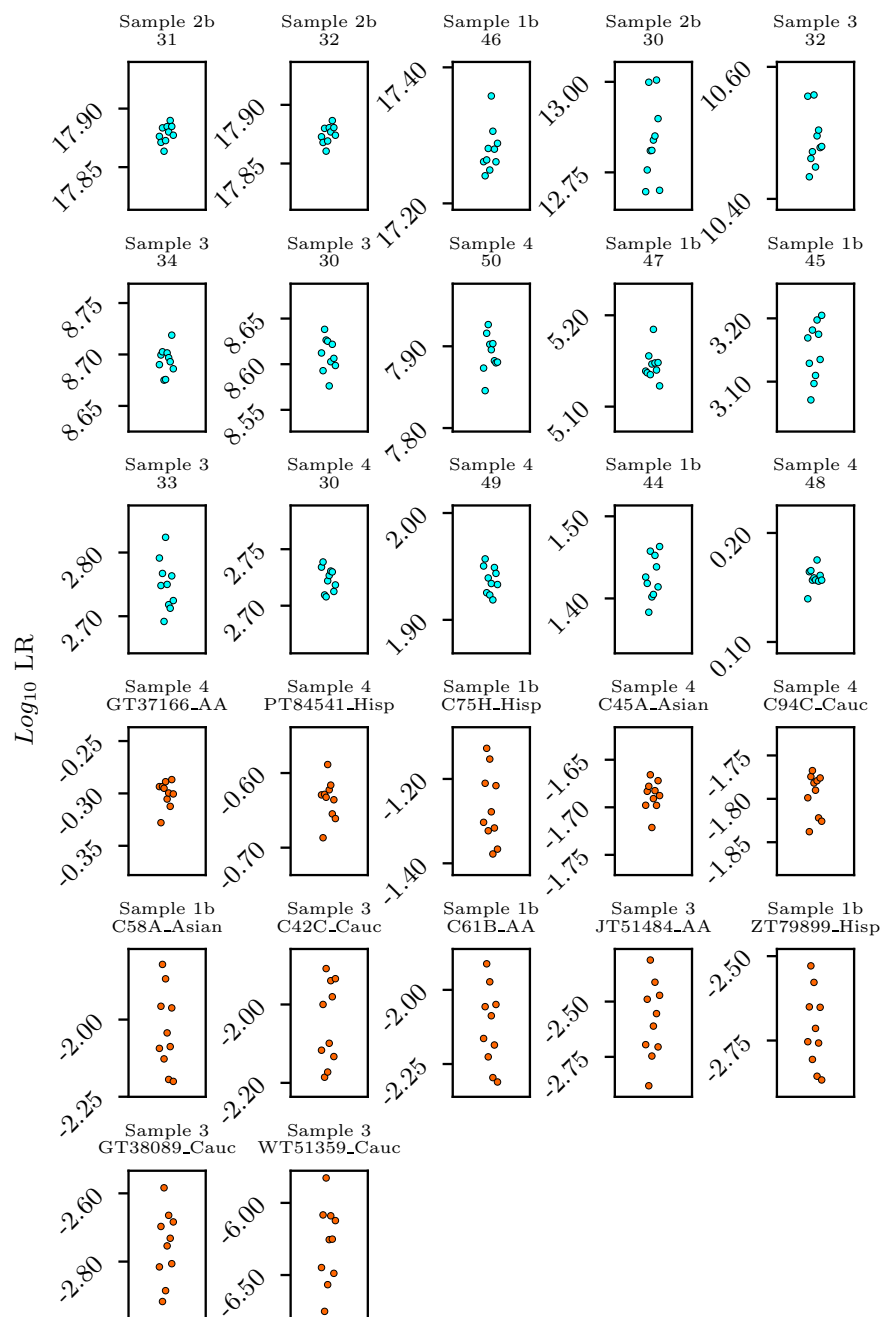 Sample 2b
31
Sample 2b
32
Sample 1b
46
Sample 2b
30
Sample 3
32
17.90
17.85
17.90
17.85
17.40
17.20
13.00
12.75
10.60
10.40
Sample 3
34
Sample 3
30
Sample 4
50
Sample 1b
47
Sample 1b
45
8.75
8.70
8.65
8.65
8.60
8.55
7.90
7.80
5.20
5.10
3.20
3.10
Sample 3
33
Sample 4
30
Sample 4
49
Sample 1b
44
Sample 4
48
2.80
2.70
2.75
2.70
2.00
1.90
1.50
1.40
0.20
0.10
Log₁₀ LR
Sample 4
GT37166_AA
Sample 4
PT84541_Hisp
Sample 1b
C75H_Hisp
Sample 4
C45A_Asian
Sample 4
C94C_Cauc
-0.25
-0.30
-0.35
-0.60
-0.70
-1.20
-1.40
-1.65
-1.70
-1.75
-1.75
-1.80
-1.85
Sample 1b
C58A_Asian
Sample 3
C42C_Cauc
Sample 1b
C61B_AA
Sample 3
JT51484_AA
Sample 1b
ZT79899_Hisp
-2.00
-2.25
-2.00
-2.20
-2.00
-2.25
-2.50
-2.75
-2.50
-2.75
Sample 3
GT38089_Cauc
Sample 3
WT51359_Cauc
-2.60
-2.80
-6.00
-6.50